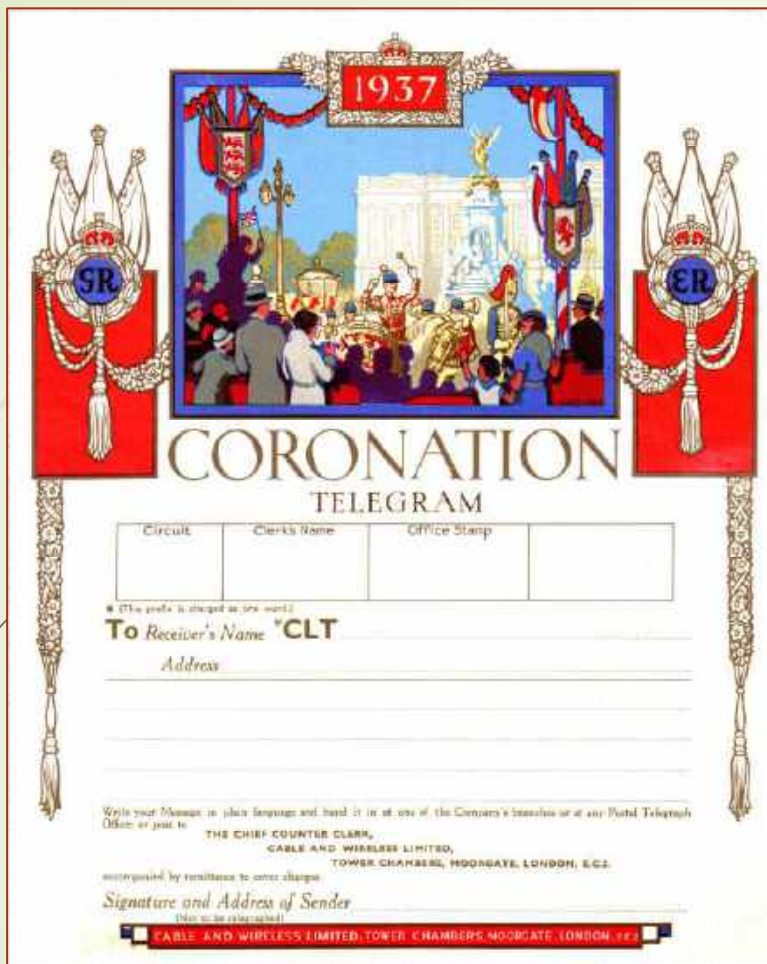 1937
GR
ER
CORONATION
TELEGRAM
Circuit Clerk's Name Office Stamp
* (This prefix is charged as one word.)
To Receiver's Name *CLT
Address
Write your Message in plain language and hand it in at one of the Company's branches or at any Postal Telegraph
Office; or post to
THE CHIEF COUNTER CLERK,
CABLE AND WIRELESS LIMITED,
TOWER CHAMBERS, MOORGATE, LONDON, E.C.2.
accompanied by remittance to cover charges.
Signature and Address of Sender
(Not to be telegraphed)
CABLE AND WIRELESS LIMITED, TOWER CHAMBERS, MOORGATE, LONDON, E.C.2